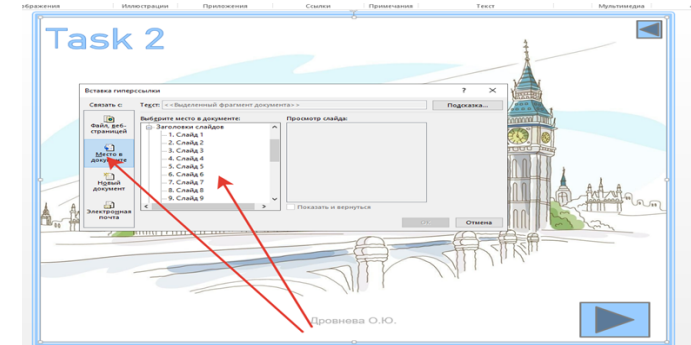 Иллюстрации Приложения Ссылки Примечания Текст Мультимедиа
Task 2
Вставка гиперссылки ? ×
Связать с: Текст: <<Выделенный фрагмент документа>> Подсказка...
Выберите место в документе: Просмотр слайда:
файл, веб-
страницей
Место в
документе
Новый
документ
Электронная
почта
Заголовки слайдов
1. Слайд 1
2. Слайд 2
3. Слайд 3
4. Слайд 4
5. Слайд 5
6. Слайд 6
7. Слайд 7
8. Слайд 8
9. Слайд 9
Показать и вернуться
ОК Отмена
Дровнева О.Ю.